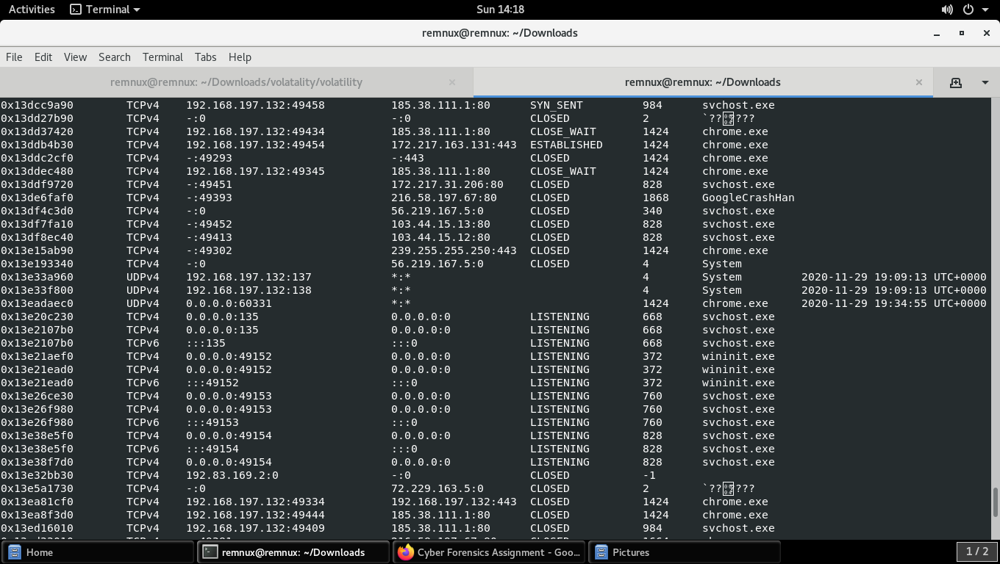 Activities Terminal Sun 14:18
remnux@remnux: ~/Downloads
File Edit View Search Terminal Tabs Help
remnux@remnux: ~/Downloads/volatality/volatility remnux@remnux: ~/Downloads
0x13dcc9a90 TCPv4 192.168.197.132:49458 185.38.111.1:80 SYN_SENT 984 svchost.exe
0x13dd27b90 TCPv4 -:0 -:0 CLOSED 2 `?????
0x13dd37420 TCPv4 192.168.197.132:49434 185.38.111.1:80 CLOSE_WAIT 1424 chrome.exe
0x13ddb4b30 TCPv4 192.168.197.132:49454 172.217.163.131:443 ESTABLISHED 1424 chrome.exe
0x13ddc2cf0 TCPv4 -:49293 -:443 CLOSED 1424 chrome.exe
0x13ddec480 TCPv4 192.168.197.132:49345 185.38.111.1:80 CLOSE_WAIT 1424 chrome.exe
0x13ddf9720 TCPv4 -:49451 172.217.31.206:80 CLOSED 828 svchost.exe
0x13de6faf0 TCPv4 -:49393 216.58.197.67:80 CLOSED 1868 GoogleCrashHan
0x13df4c3d0 TCPv4 -:0 56.219.167.5:0 CLOSED 340 svchost.exe
0x13df7fa10 TCPv4 -:49452 103.44.15.13:80 CLOSED 828 svchost.exe
0x13df8ec40 TCPv4 -:49413 103.44.15.12:80 CLOSED 828 svchost.exe
0x13e15ab90 TCPv4 -:49302 239.255.255.250:443 CLOSED 1424 chrome.exe
0x13e193340 TCPv4 -:0 56.219.167.5:0 CLOSED 4 System
0x13e33a960 UDPv4 192.168.197.132:137 *:* 4 System 2020-11-29 19:09:13 UTC+0000
0x13e33f800 UDPv4 192.168.197.132:138 *:* 4 System 2020-11-29 19:09:13 UTC+0000
0x13eadaec0 UDPv4 0.0.0.0:60331 *:* 1424 chrome.exe 2020-11-29 19:34:55 UTC+0000
0x13e20c230 TCPv4 0.0.0.0:135 0.0.0.0:0 LISTENING 668 svchost.exe
0x13e2107b0 TCPv4 0.0.0.0:135 0.0.0.0:0 LISTENING 668 svchost.exe
0x13e2107b0 TCPv6 :::135 :::0 LISTENING 668 svchost.exe
0x13e21aef0 TCPv4 0.0.0.0:49152 0.0.0.0:0 LISTENING 372 wininit.exe
0x13e21ead0 TCPv4 0.0.0.0:49152 0.0.0.0:0 LISTENING 372 wininit.exe
0x13e21ead0 TCPv6 :::49152 :::0 LISTENING 372 wininit.exe
0x13e26ce30 TCPv4 0.0.0.0:49153 0.0.0.0:0 LISTENING 760 svchost.exe
0x13e26f980 TCPv4 0.0.0.0:49153 0.0.0.0:0 LISTENING 760 svchost.exe
0x13e26f980 TCPv6 :::49153 :::0 LISTENING 760 svchost.exe
0x13e38e5f0 TCPv4 0.0.0.0:49154 0.0.0.0:0 LISTENING 828 svchost.exe
0x13e38e5f0 TCPv6 :::49154 :::0 LISTENING 828 svchost.exe
0x13e38f7d0 TCPv4 0.0.0.0:49154 0.0.0.0:0 LISTENING 828 svchost.exe
0x13e32bb30 TCPv4 192.83.169.2:0 -:0 CLOSED -1
0x13e5a1730 TCPv4 -:0 72.229.163.5:0 CLOSED 2 `?????
0x13ea81cf0 TCPv4 192.168.197.132:49334 192.168.197.132:443 CLOSED 1424 chrome.exe
0x13ea8f3d0 TCPv4 192.168.197.132:49444 185.38.111.1:80 CLOSED 1424 chrome.exe
0x13ed16010 TCPv4 192.168.197.132:49409 185.38.111.1:80 CLOSED 984 svchost.exe
Home remnux@remnux: ~/Downloads Cyber Forensics Assignment - Goo... Pictures 1 / 2